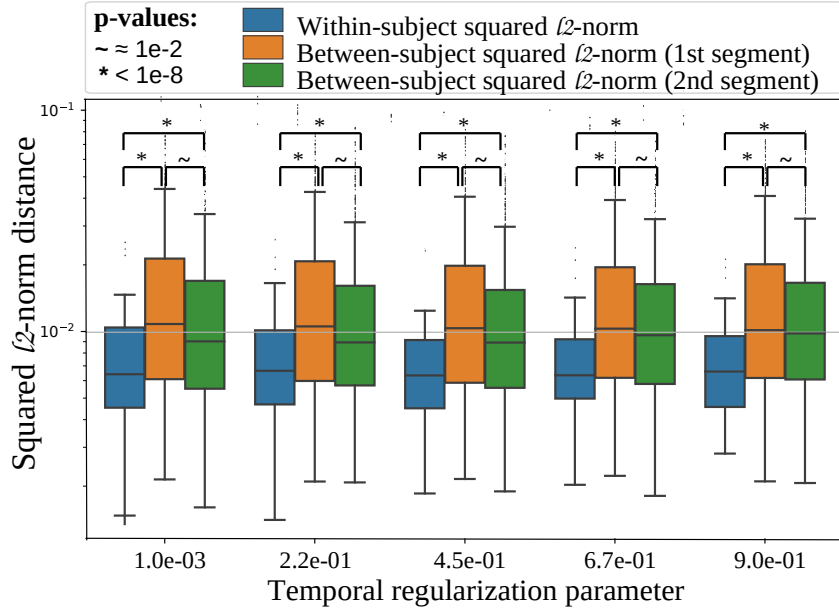 p-values:
~ ≈ 1e-2
* < 1e-8
Within-subject squared ℓ2-norm
Between-subject squared ℓ2-norm (1st segment)
Between-subject squared ℓ2-norm (2nd segment)
Squared ℓ2-norm distance
10⁻¹
10⁻²
* * * * *
* ~ * ~ * ~ * ~ * ~
1.0e-03 2.2e-01 4.5e-01 6.7e-01 9.0e-01
Temporal regularization parameter